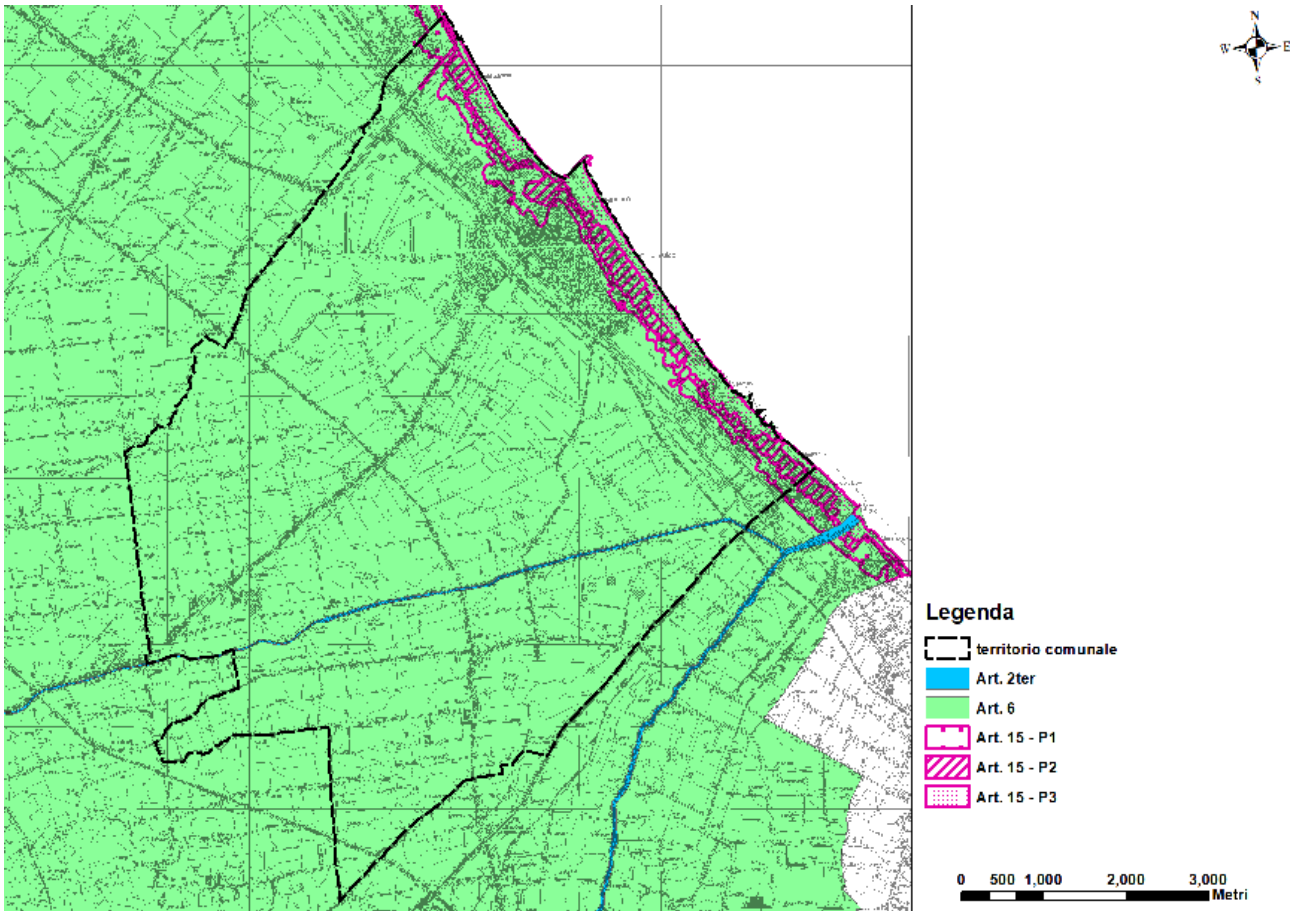 N
W E
S
Legenda
territorio comunale
Art. 2ter
Art. 6
Art. 15 - P1
Art. 15 - P2
Art. 15 - P3
0 500 1,000 2,000 3,000
Metri